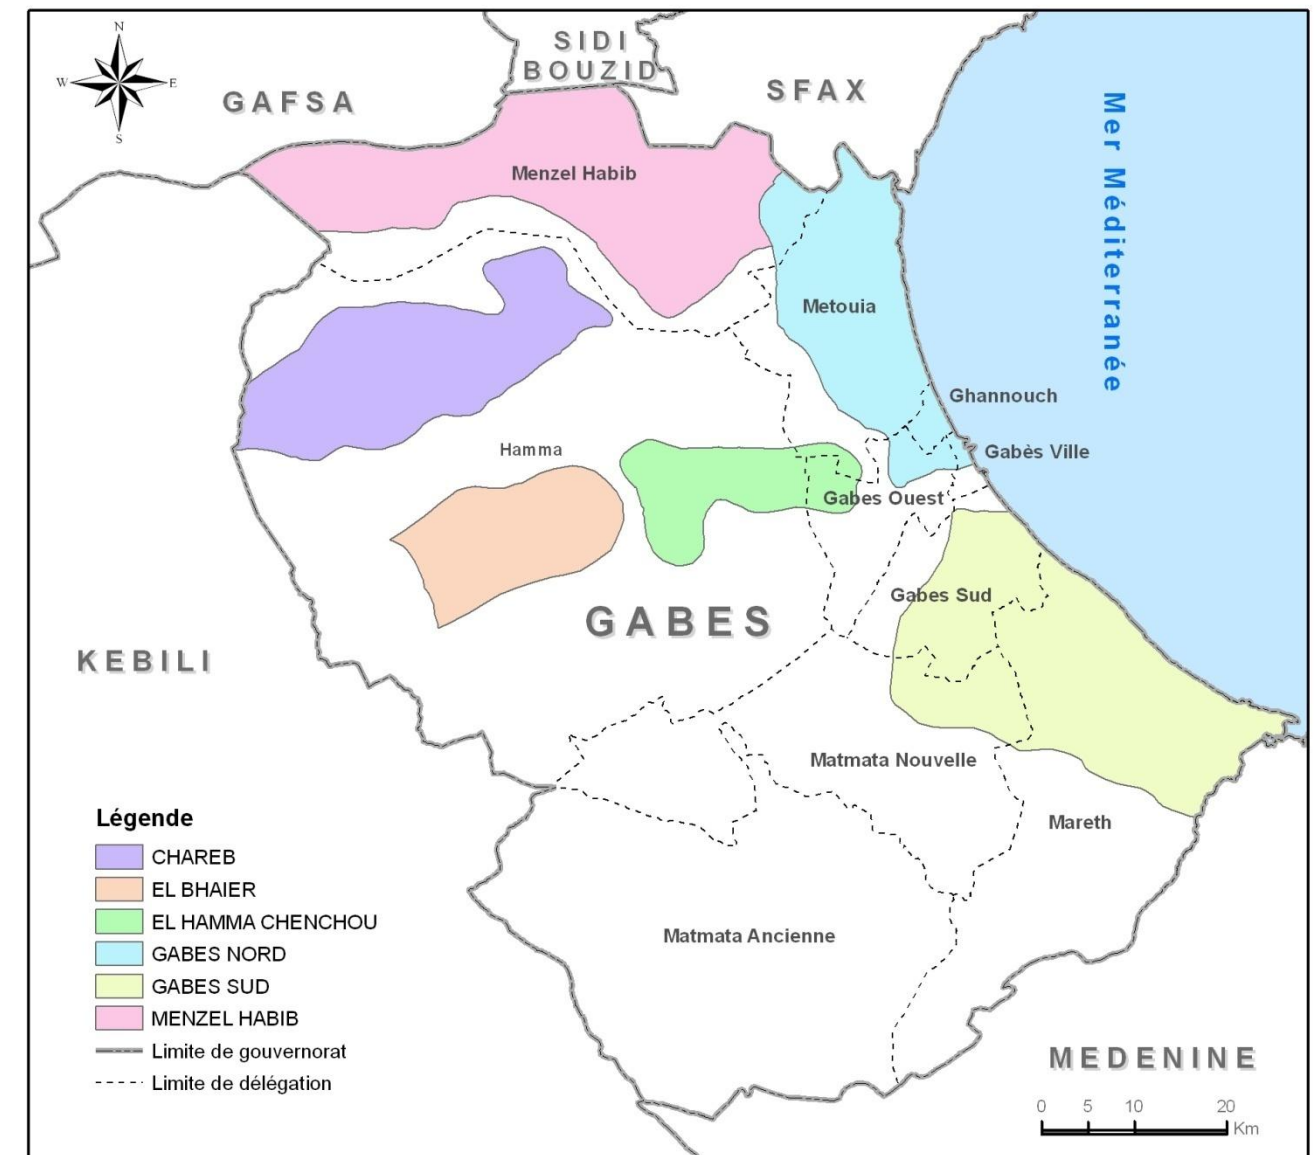 N
W
E
S
SIDI
BOUZID
GAFSA
SFAX
Mer Méditerranée
Menzel Habib
Metouia
Ghannouch
Gabès Ville
Hamma
Gabes Ouest
Gabes Sud
GABES
KEBILI
Matmata Nouvelle
Mareth
Matmata Ancienne
MEDENINE
Légende
CHAREB
EL BHAIER
EL HAMMA CHENCHOU
GABES NORD
GABES SUD
MENZEL HABIB
Limite de gouvernorat
Limite de délégation
0 5 10 20
Km